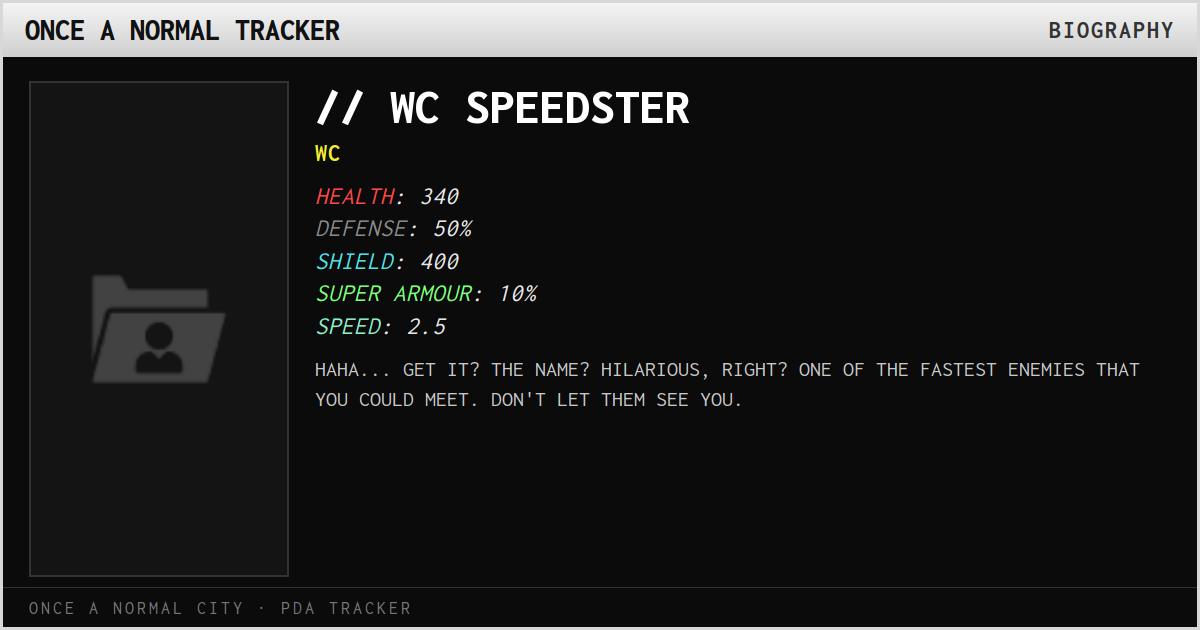 ONCE A NORMAL TRACKER
BIOGRAPHY
// WC SPEEDSTER
WC
HEALTH: 340
DEFENSE: 50%
SHIELD: 400
SUPER ARMOUR: 10%
SPEED: 2.5
HAHA... GET IT? THE NAME? HILARIOUS, RIGHT? ONE OF THE FASTEST ENEMIES THAT
YOU COULD MEET. DON'T LET THEM SEE YOU.
ONCE A NORMAL CITY · PDA TRACKER